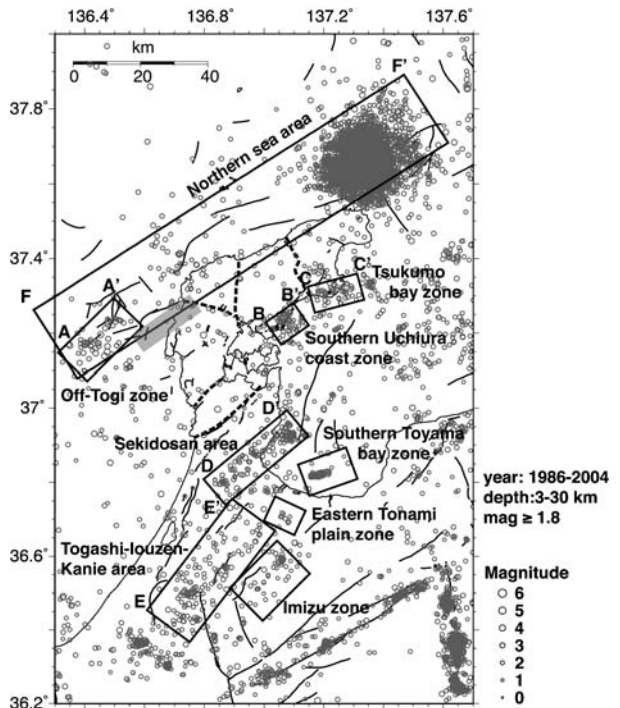 136.4° 136.8° 137.2° 137.6°
km
0 20 40
37.8°
37.4°
37°
36.6°
36.2°
F'
Northern sea area
F
A'
A
C'
C
Tsukumo
bay zone
B'
B
Southern Uchiura
coast zone
Off-Togi zone
D'
Sekidosan area
D
Southern Toyama
bay zone
E'
Eastern Tonami
plain zone
Togashi-Iouzen-
Kanie area
E
Imizu zone
year: 1986-2004
depth:3-30 km
mag ≥ 1.8
Magnitude
6
5
4
3
2
1
0